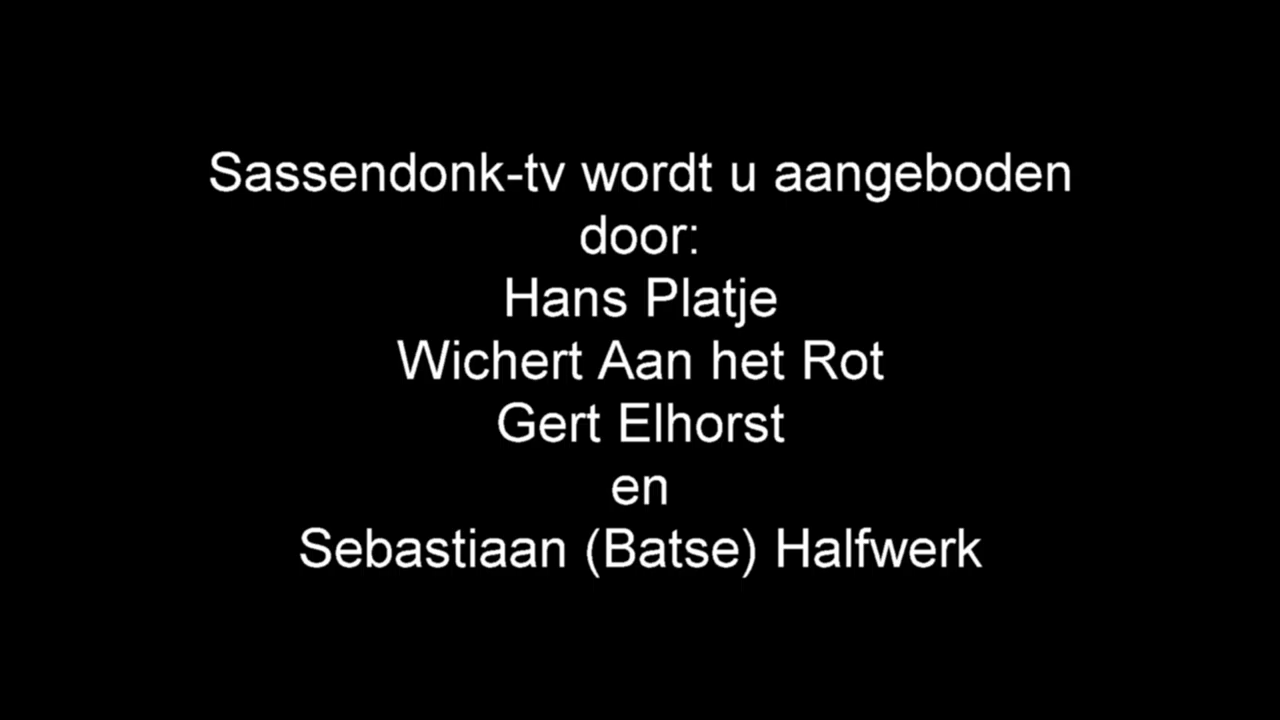 Sassendonk-tv wordt u aangeboden
door:
Hans Platje
Wichert Aan het Rot
Gert Elhorst
en
Sebastiaan (Batse) Halfwerk